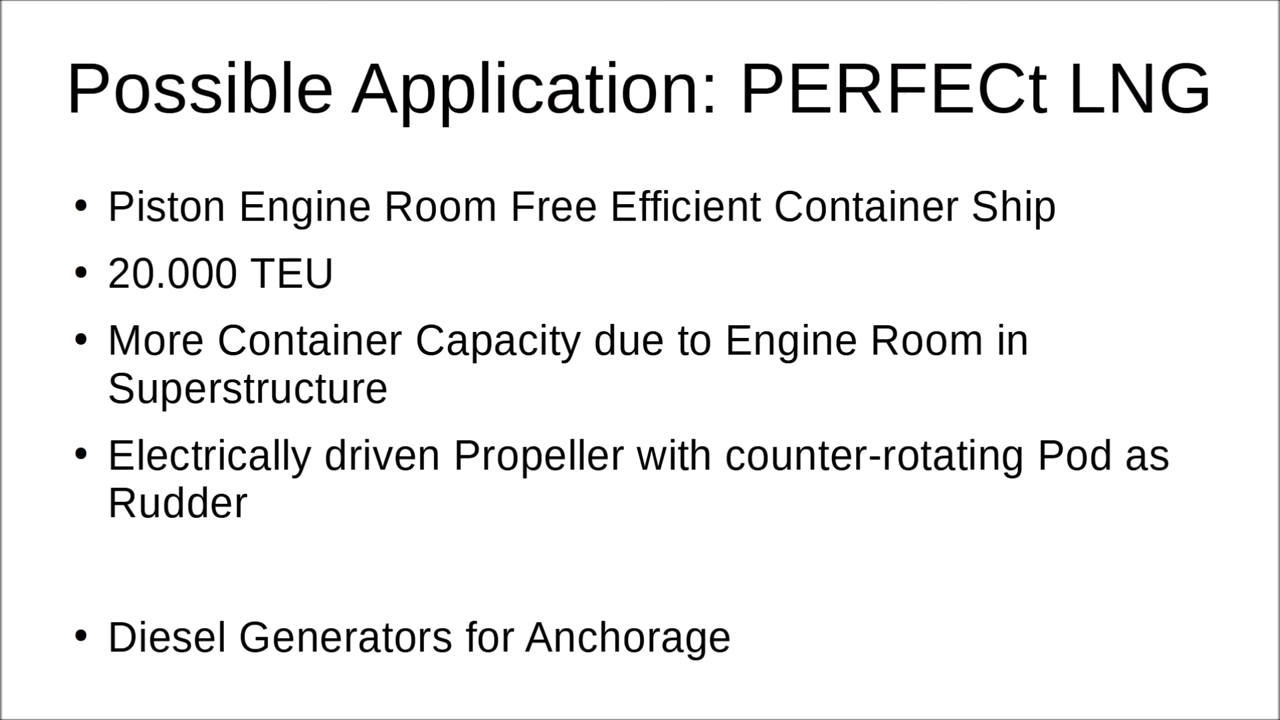 Possible Application: PERFECt LNG
• Piston Engine Room Free Efficient Container Ship
• 20.000 TEU
• More Container Capacity due to Engine Room in
Superstructure
• Electrically driven Propeller with counter-rotating Pod as
Rudder
• Diesel Generators for Anchorage